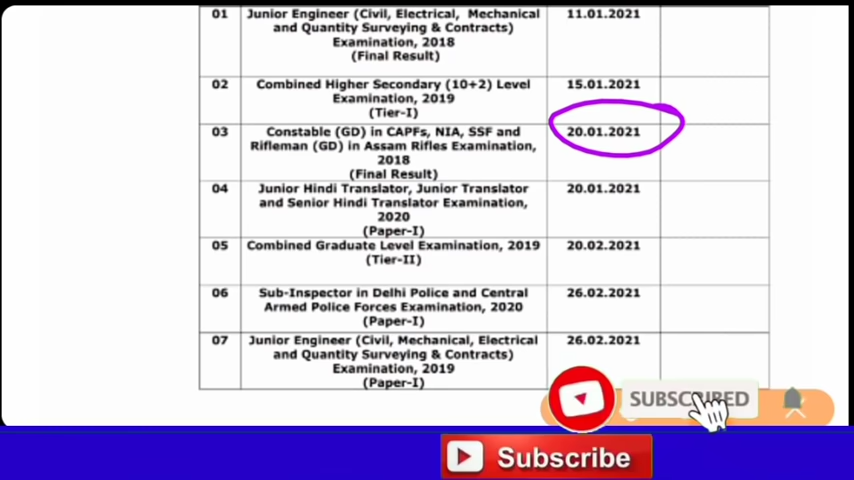 01 Junior Engineer (Civil, Electrical, Mechanical 11.01.2021
and Quantity Surveying & Contracts)
Examination, 2018
(Final Result)
02 Combined Higher Secondary (10+2) Level 15.01.2021
Examination, 2019
(Tier-I)
03 Constable (GD) in CAPFs, NIA, SSF and 20.01.2021
Rifleman (GD) in Assam Rifles Examination,
2018
(Final Result)
04 Junior Hindi Translator, Junior Translator 20.01.2021
and Senior Hindi Translator Examination,
2020
(Paper-I)
05 Combined Graduate Level Examination, 2019 20.02.2021
(Tier-II)
06 Sub-Inspector in Delhi Police and Central 26.02.2021
Armed Police Forces Examination, 2020
(Paper-I)
07 Junior Engineer (Civil, Mechanical, Electrical 26.02.2021
and Quantity Surveying & Contracts)
Examination, 2019
(Paper-I)
SUBSCRIBED
Subscribe